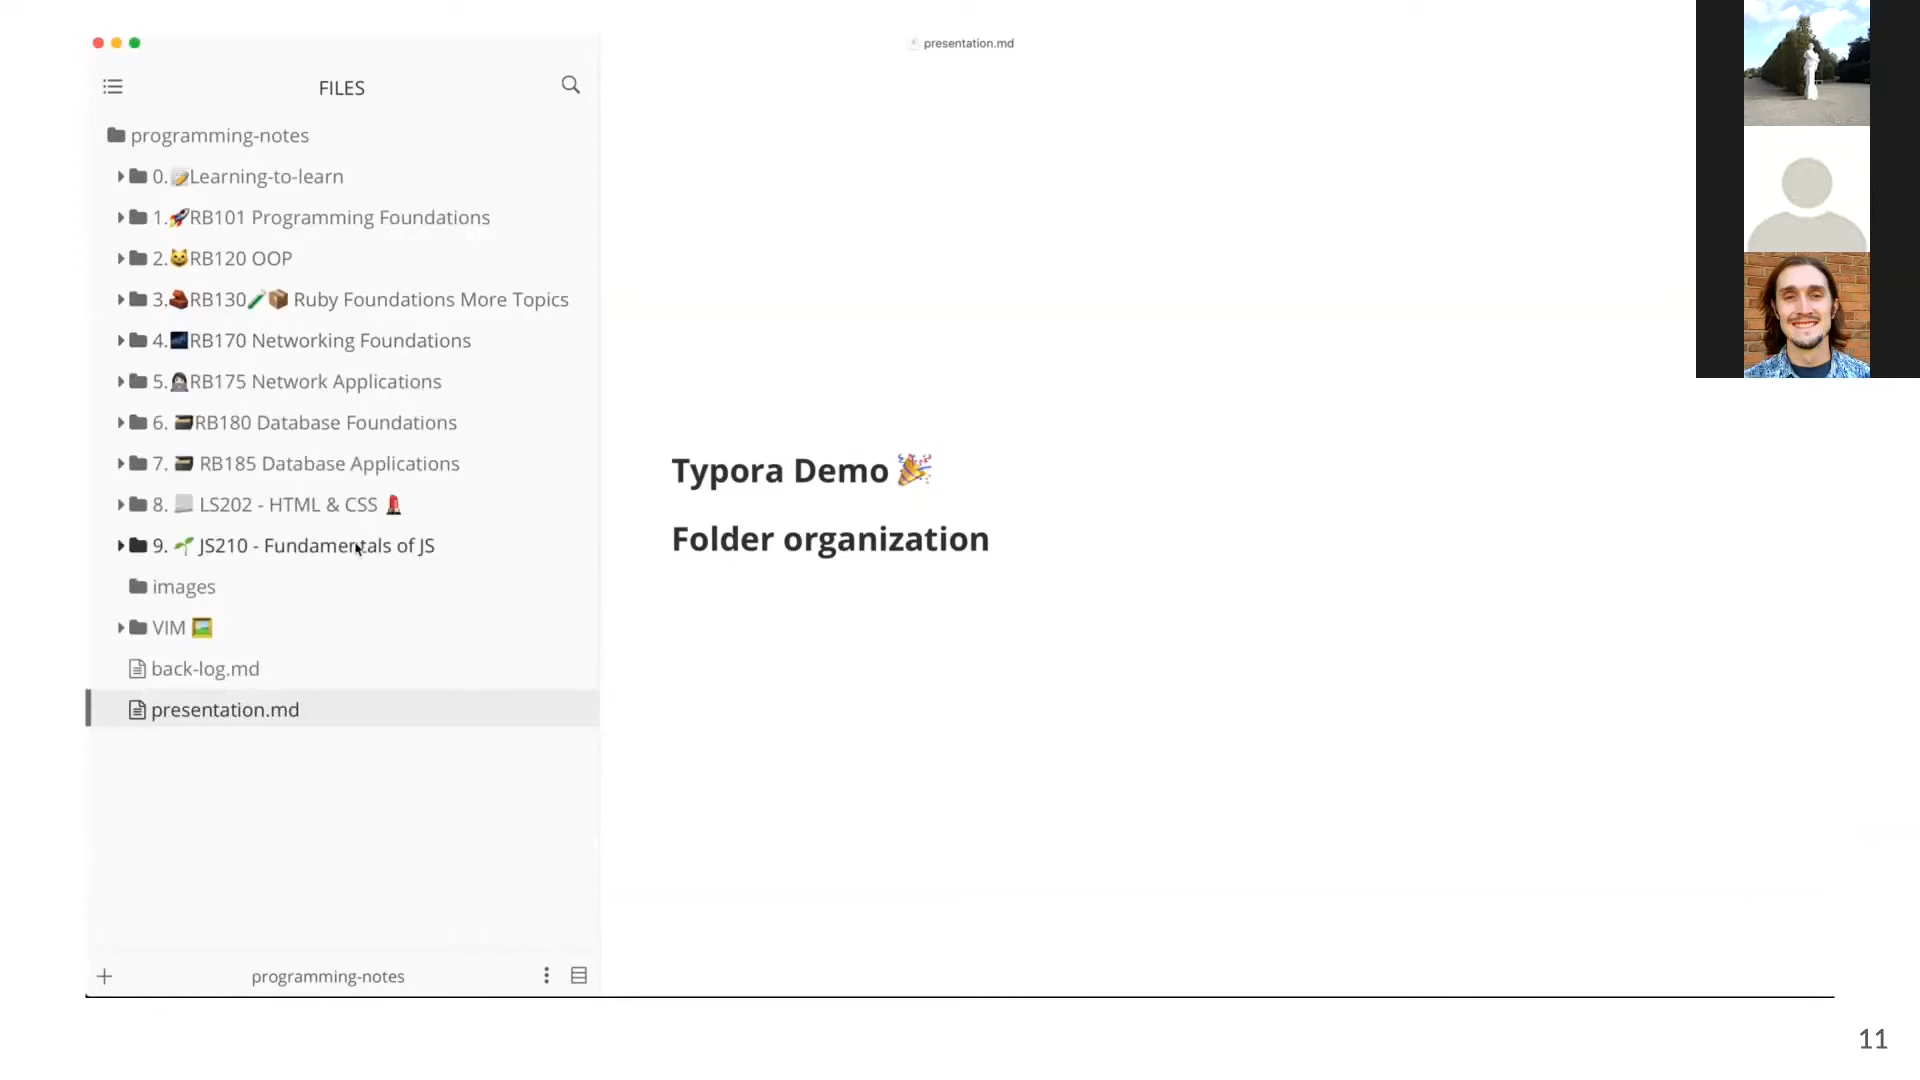 presentation.md
FILES
programming-notes
0.📝Learning-to-learn
1.🚀RB101 Programming Foundations
2.😺RB120 OOP
3.🧱RB130🧪📦 Ruby Foundations More Topics
4.🌌RB170 Networking Foundations
5.🕵️RB175 Network Applications
6. 🗃️RB180 Database Foundations
7. 🗃️ RB185 Database Applications
8. 📃 LS202 - HTML & CSS 💄
9. 🌱 JS210 - Fundamentals of JS
images
VIM 🖼️
back-log.md
presentation.md
Typora Demo 🎉
Folder organization
programming-notes
11